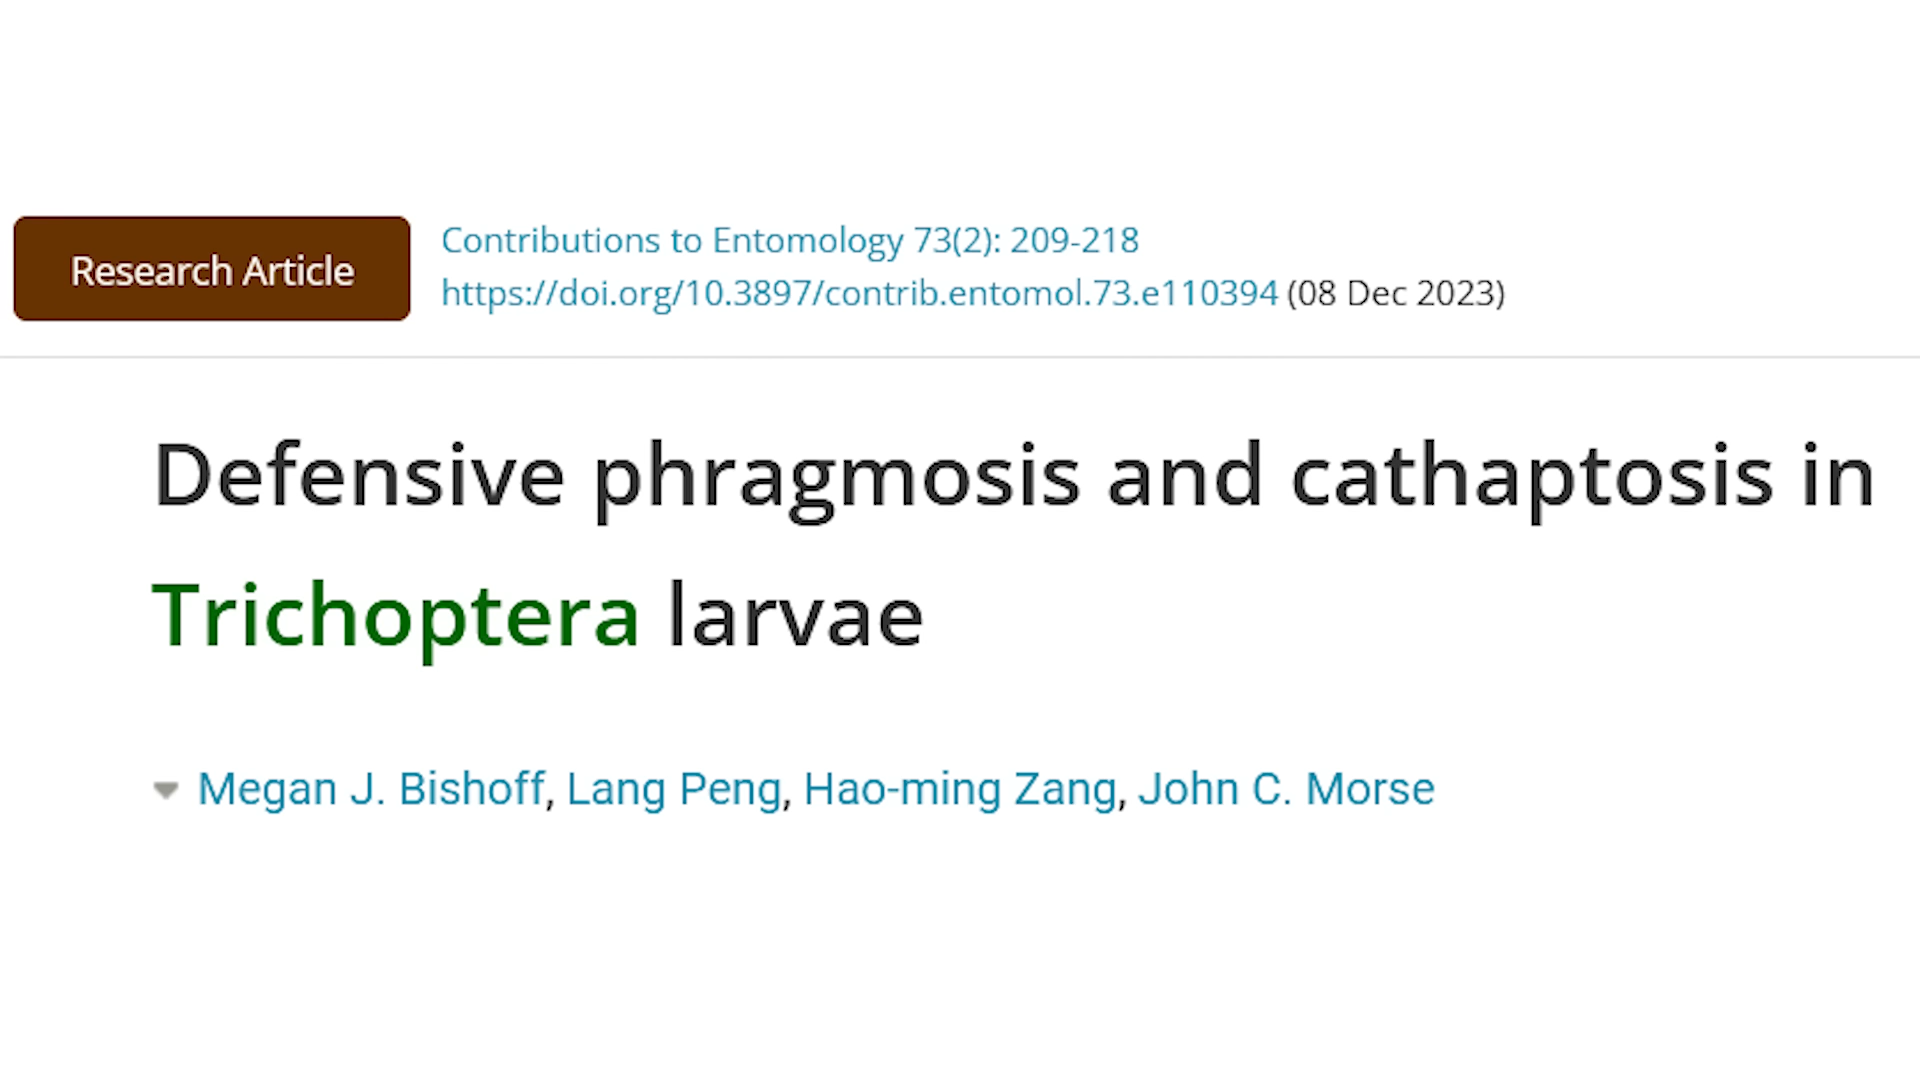 Research Article
Contributions to Entomology 73(2): 209-218
https://doi.org/10.3897/contrib.entomol.73.e110394 (08 Dec 2023)
Defensive phragmosis and cathaptosis in
Trichoptera larvae
Megan J. Bishoff, Lang Peng, Hao-ming Zang, John C. Morse